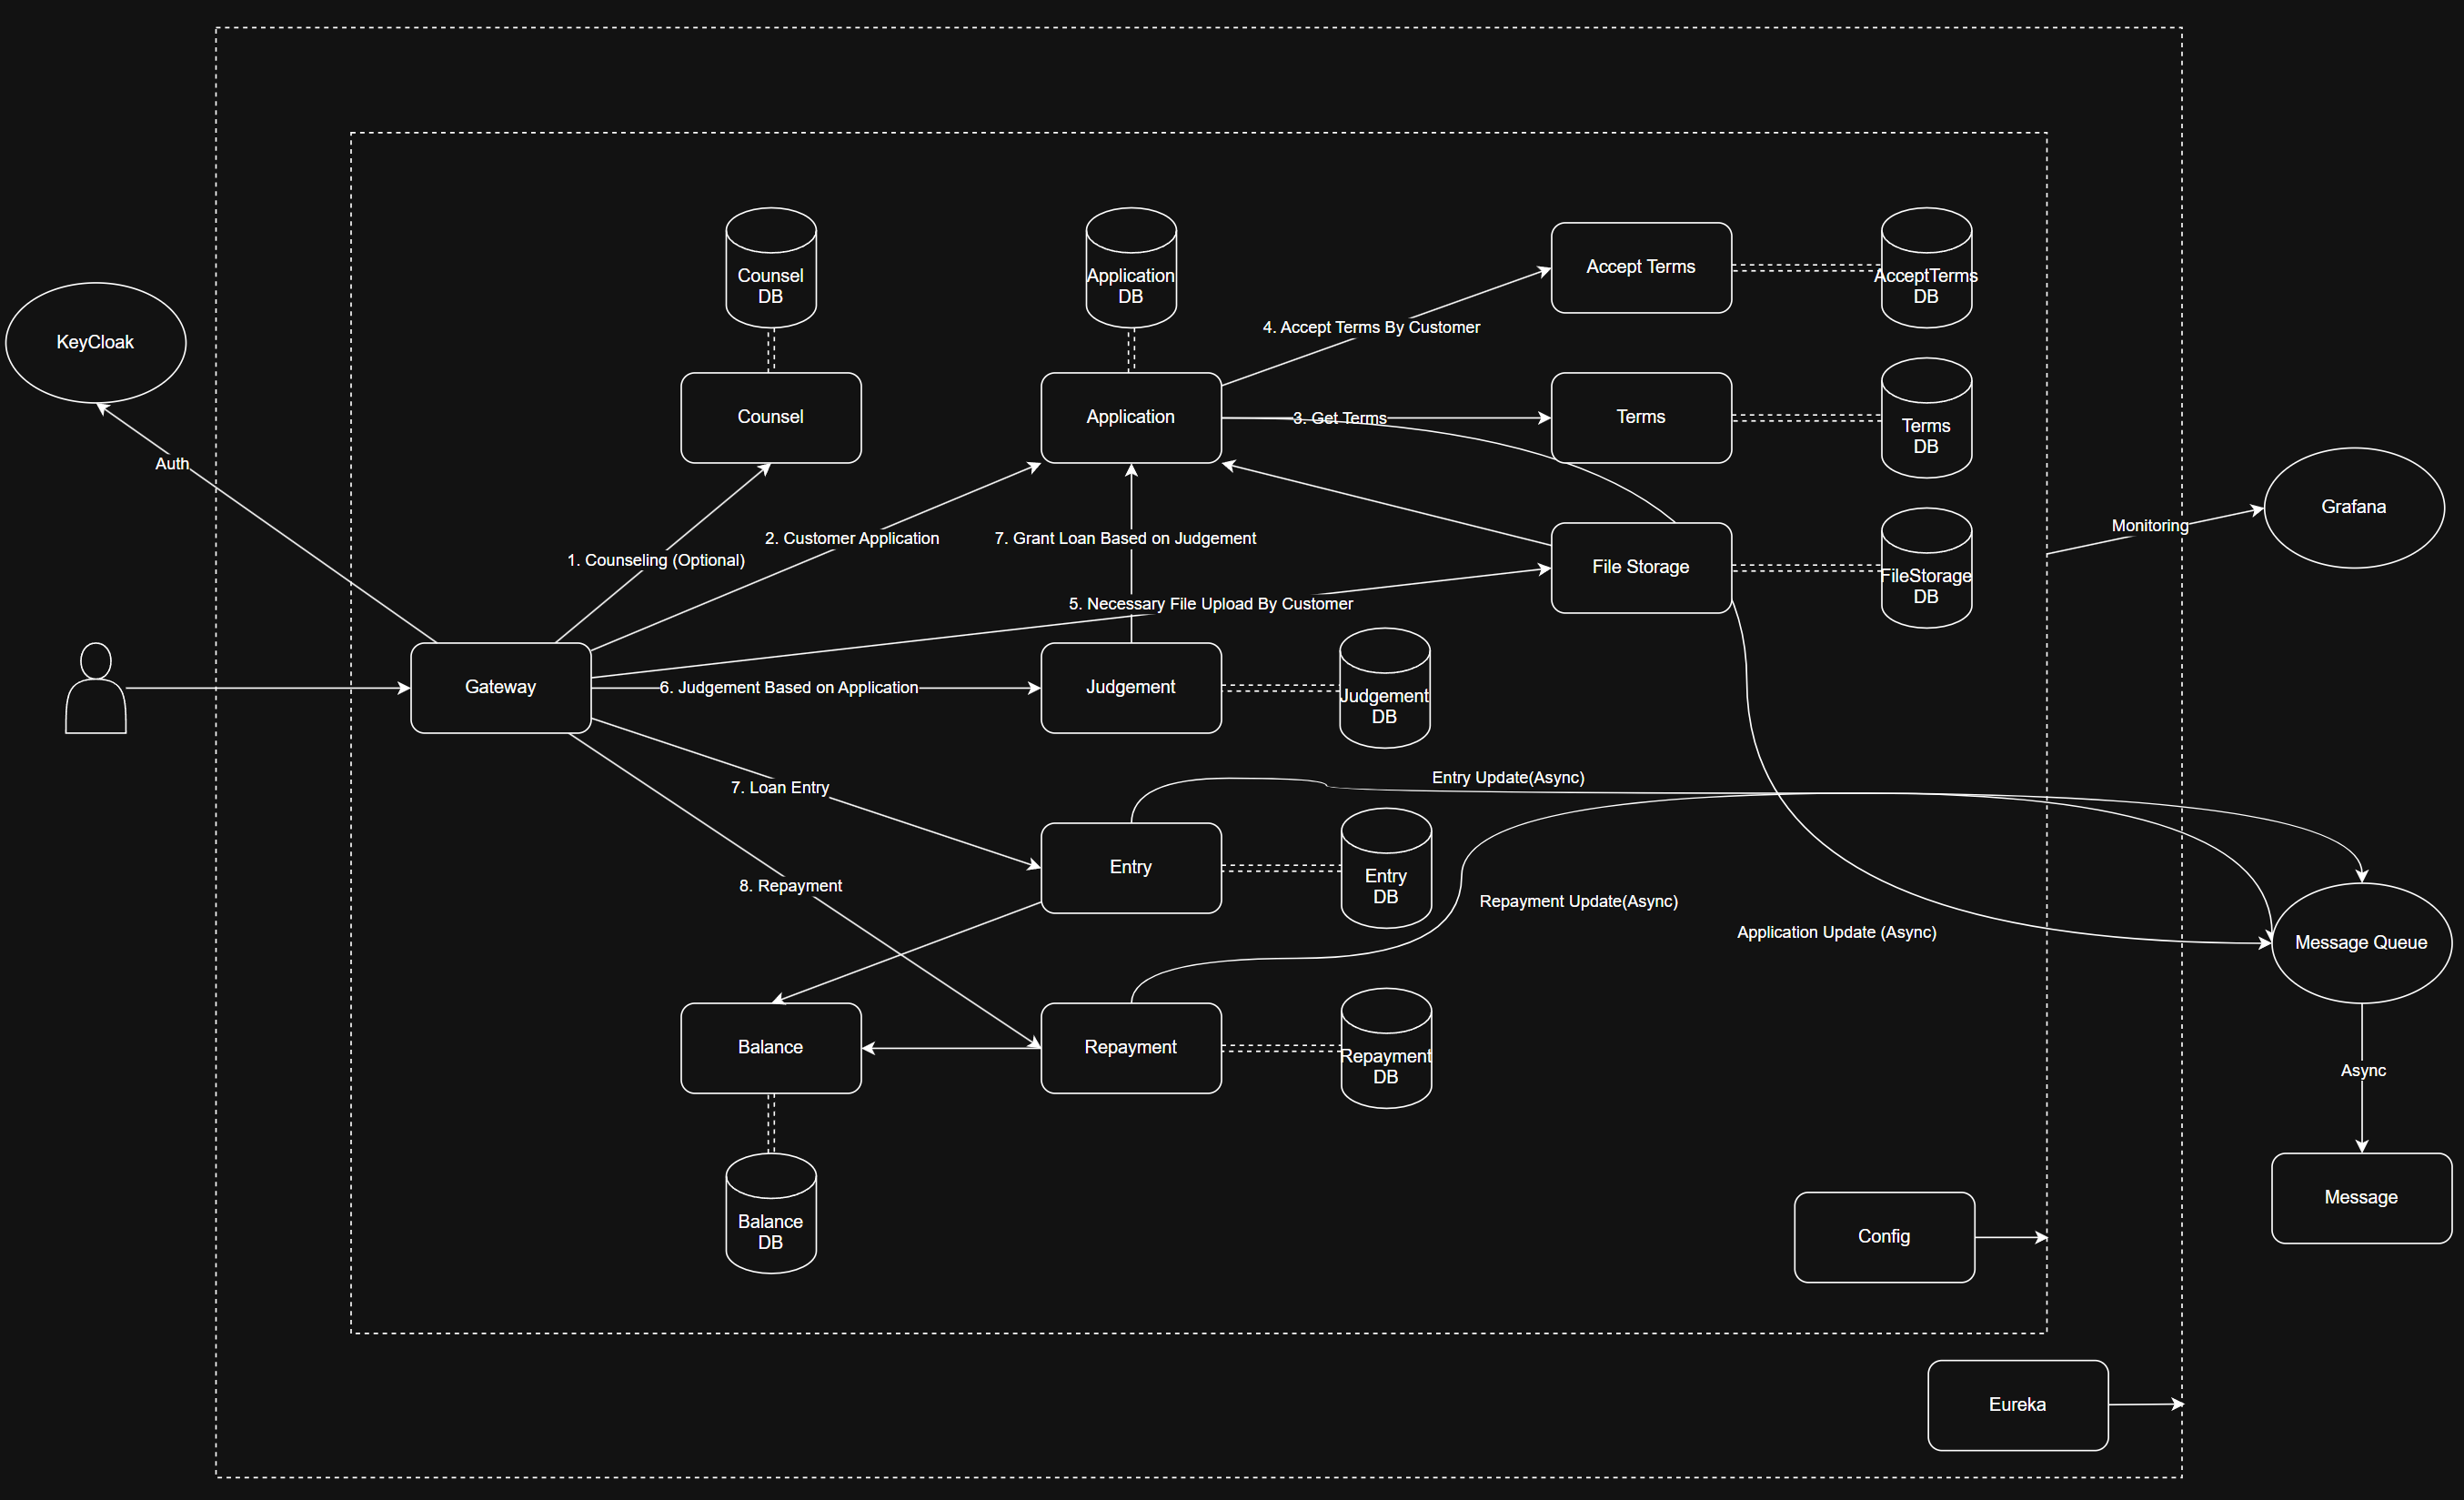 Counsel
DB
Application
DB
Accept Terms
AcceptTerms
DB
4. Accept Terms By Customer
KeyCloak
Counsel
Application
3. Get Terms
Terms
Terms
DB
Auth
Grafana
Monitoring
1. Counseling (Optional)
2. Customer Application
7. Grant Loan Based on Judgement
File Storage
FileStorage
DB
5. Necessary File Upload By Customer
Gateway
6. Judgement Based on Application
Judgement
Judgement
DB
7. Loan Entry
Entry Update(Async)
8. Repayment
Entry
Entry
DB
Repayment Update(Async)
Application Update (Async)
Message Queue
Balance
Repayment
Repayment
DB
Async
Balance
DB
Config
Message
Eureka